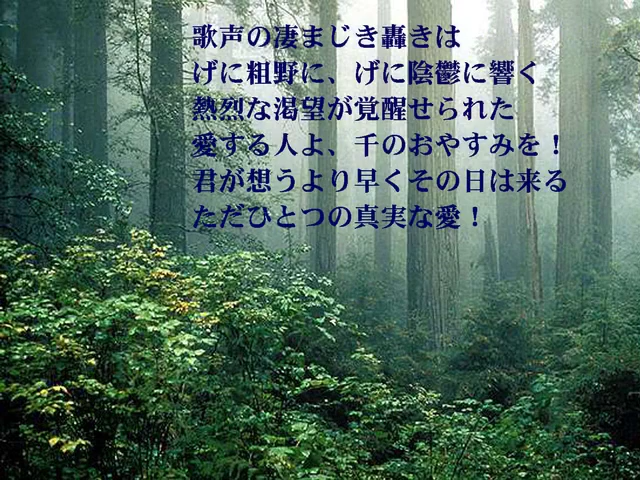 歌声の凄まじき轟きは
げに粗野に、げに陰鬱に響く
熱烈な渇望が覚醒せられた
愛する人よ、千のおやすみを！
君が想うより早くその日は来る
ただひとつの真実な愛！